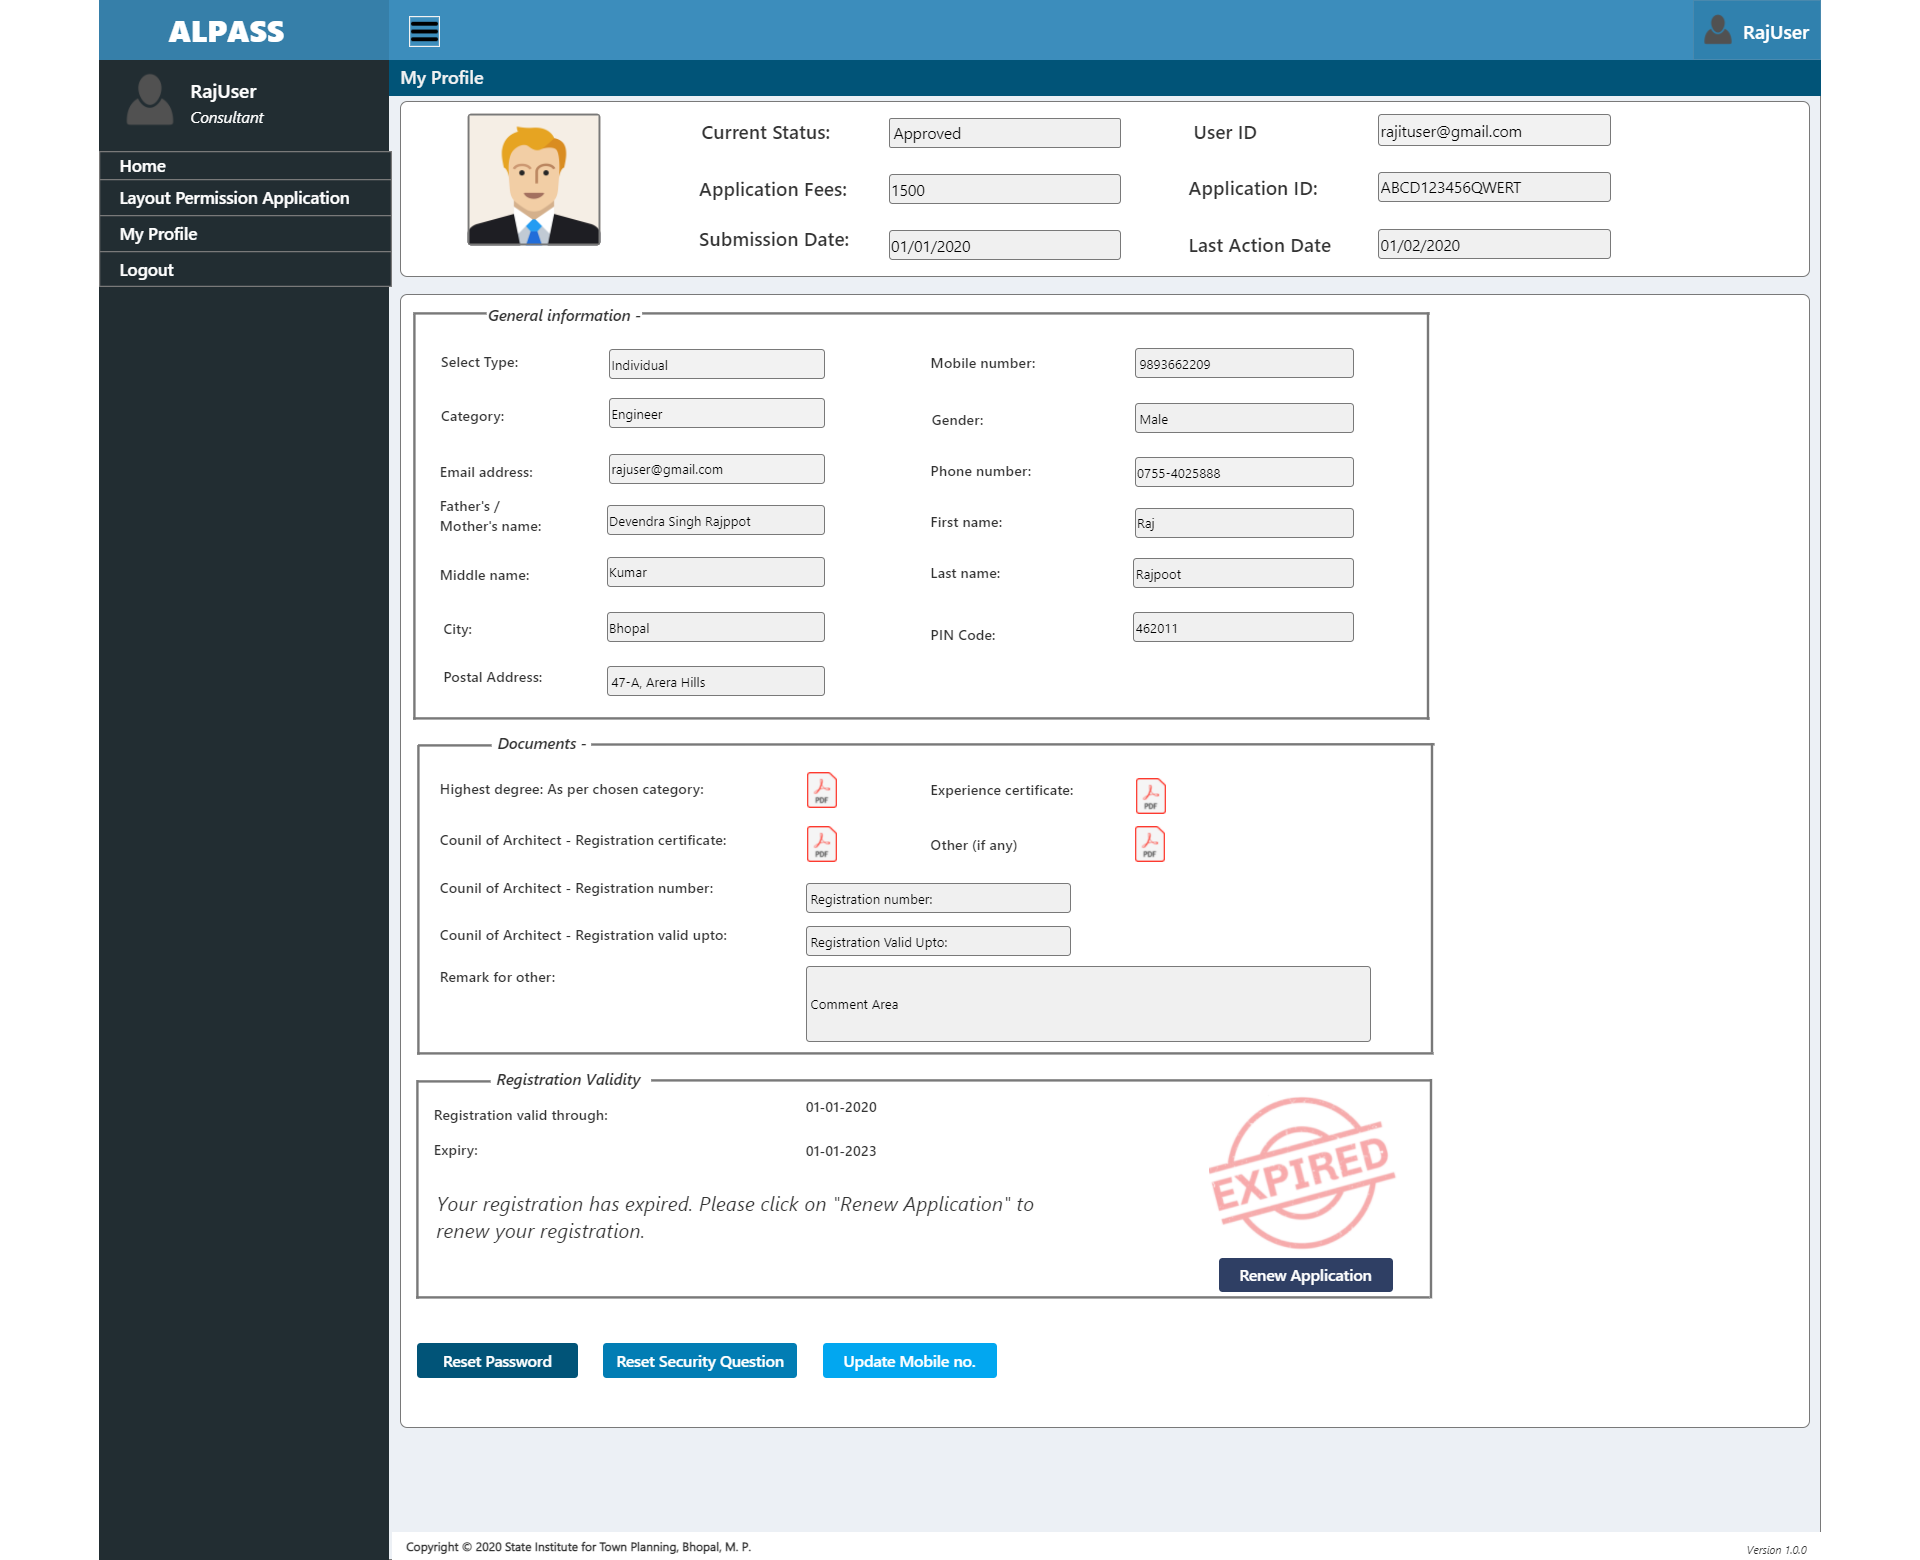 ALPASS
RajUser
RajUser
Consultant
Home
Layout Permission Application
My Profile
Logout
My Profile
Current Status: Approved User ID rajituser@gmail.com
Application Fees: 1500 Application ID: ABCD123456QWERT
Submission Date: 01/01/2020 Last Action Date 01/02/2020
General information -
Select Type: Individual Mobile number: 9893662209
Category: Engineer Gender: Male
Email address: rajuser@gmail.com Phone number: 0755-4025888
Father's /
Mother's name: Devendra Singh Rajppot First name: Raj
Middle name: Kumar Last name: Rajpoot
City: Bhopal PIN Code: 462011
Postal Address: 47-A, Arera Hills
Documents -
Highest degree: As per chosen category: PDF Experience certificate: PDF
Counil of Architect - Registration certificate: PDF Other (if any) PDF
Counil of Architect - Registration number: Registration number:
Counil of Architect - Registration valid upto: Registration Valid Upto:
Remark for other: Comment Area
Registration Validity
Registration valid through: 01-01-2020
Expiry: 01-01-2023
EXPIRED
Your registration has expired. Please click on "Renew Application" to
renew your registration.
Renew Application
Reset Password Reset Security Question Update Mobile no.
Copyright © 2020 State Institute for Town Planning, Bhopal, M. P.
Version 1.0.0